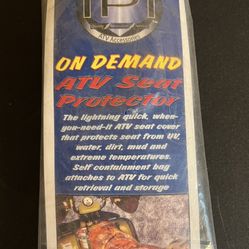 P
ATV Accessories
ON DEMAND
ATV Seat
Protector
The lightning quick, when-
you-need-it ATV seat cover
that protects seat from UV,
water, dirt, mud and
extreme temperatures.
Self containment bag
attaches to ATV for quick
retrieval and storage